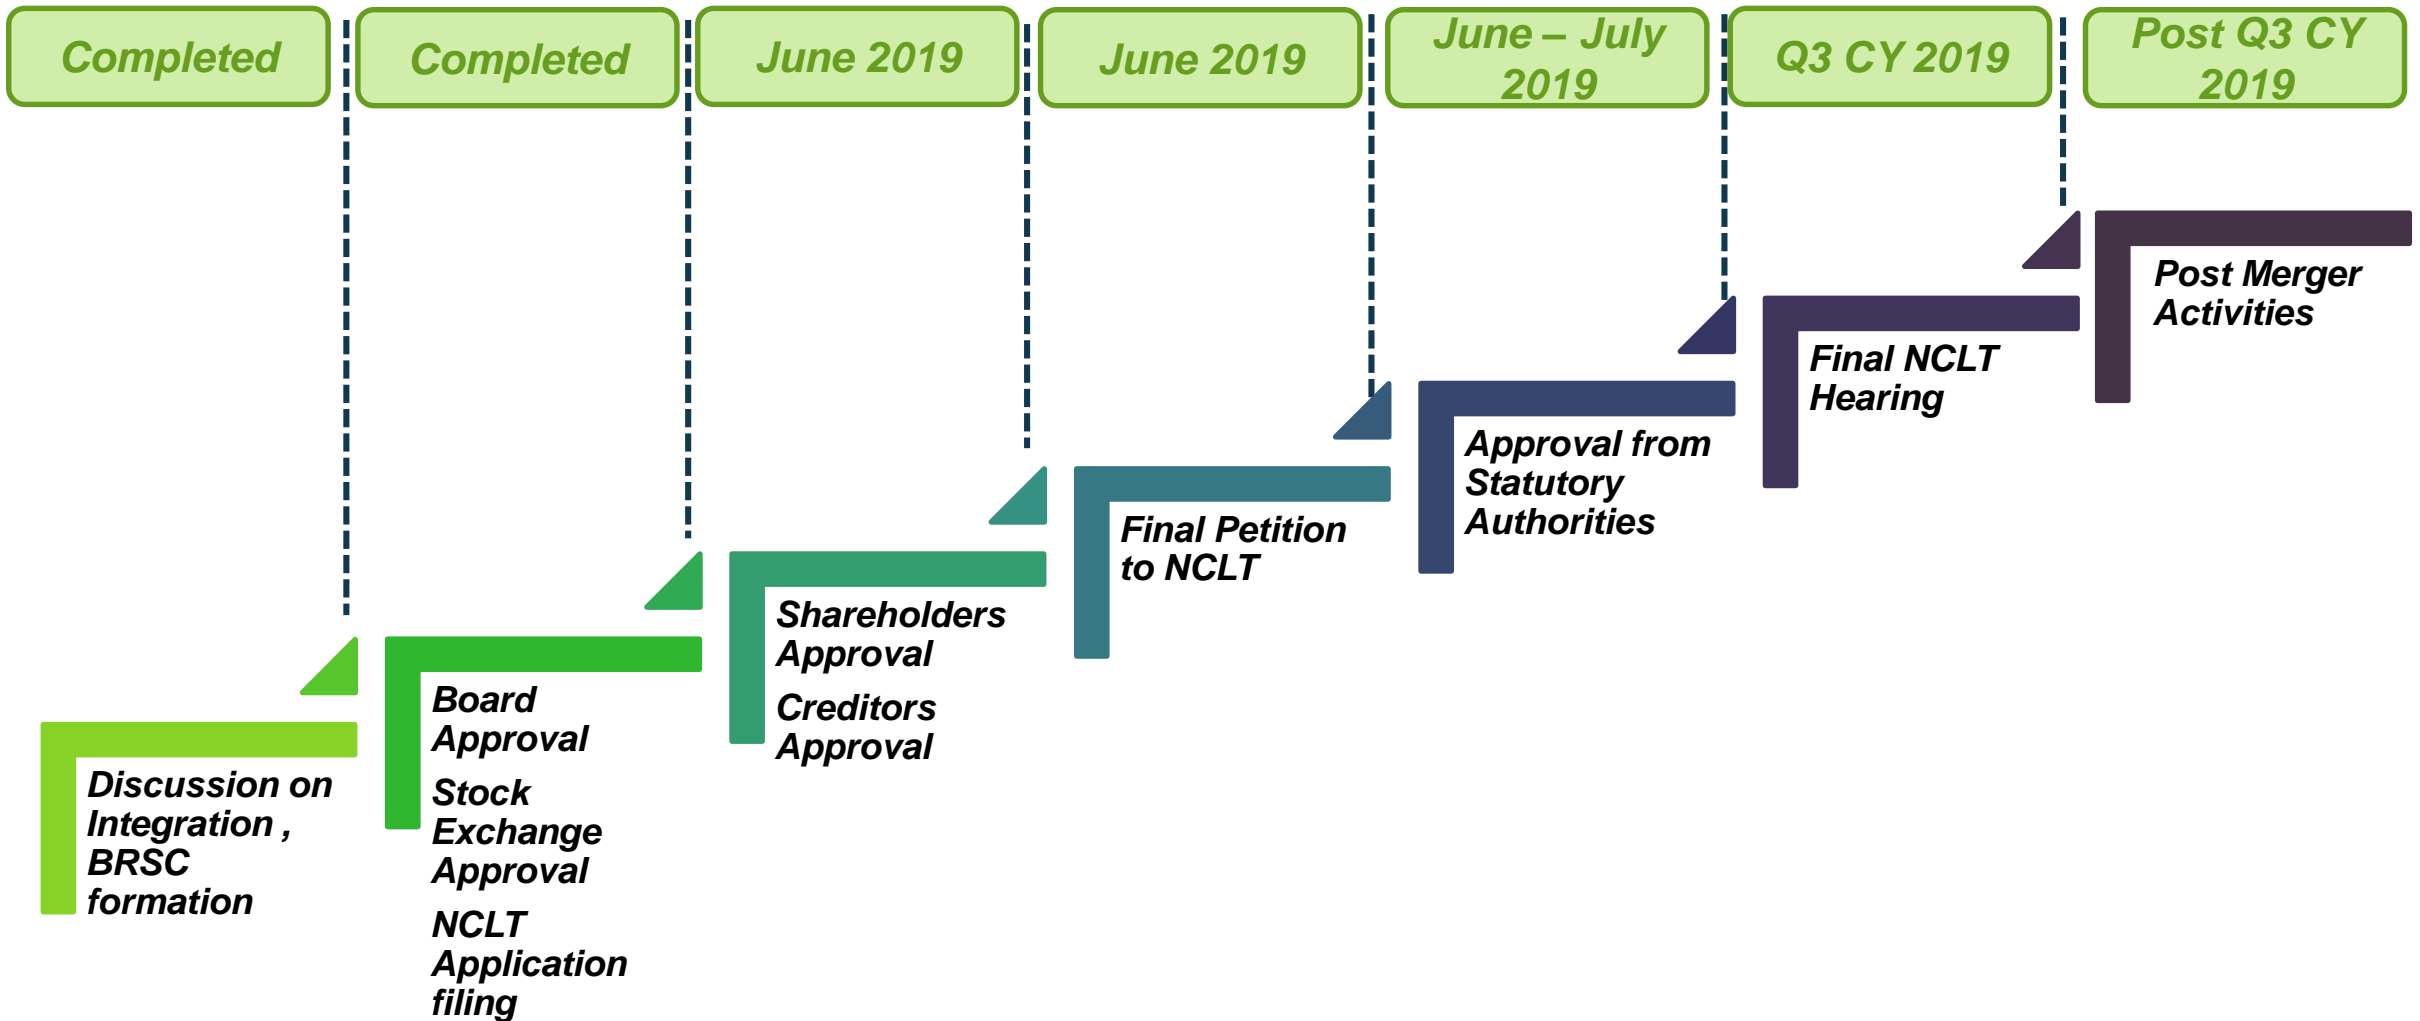 Completed
Completed
June 2019
June 2019
June – July
2019
Q3 CY 2019
Post Q3 CY
2019
Discussion on
Integration ,
BRSC
formation
Board
Approval
Stock
Exchange
Approval
NCLT
Application
filing
Shareholders
Approval
Creditors
Approval
Final Petition
to NCLT
Approval from
Statutory
Authorities
Final NCLT
Hearing
Post Merger
Activities